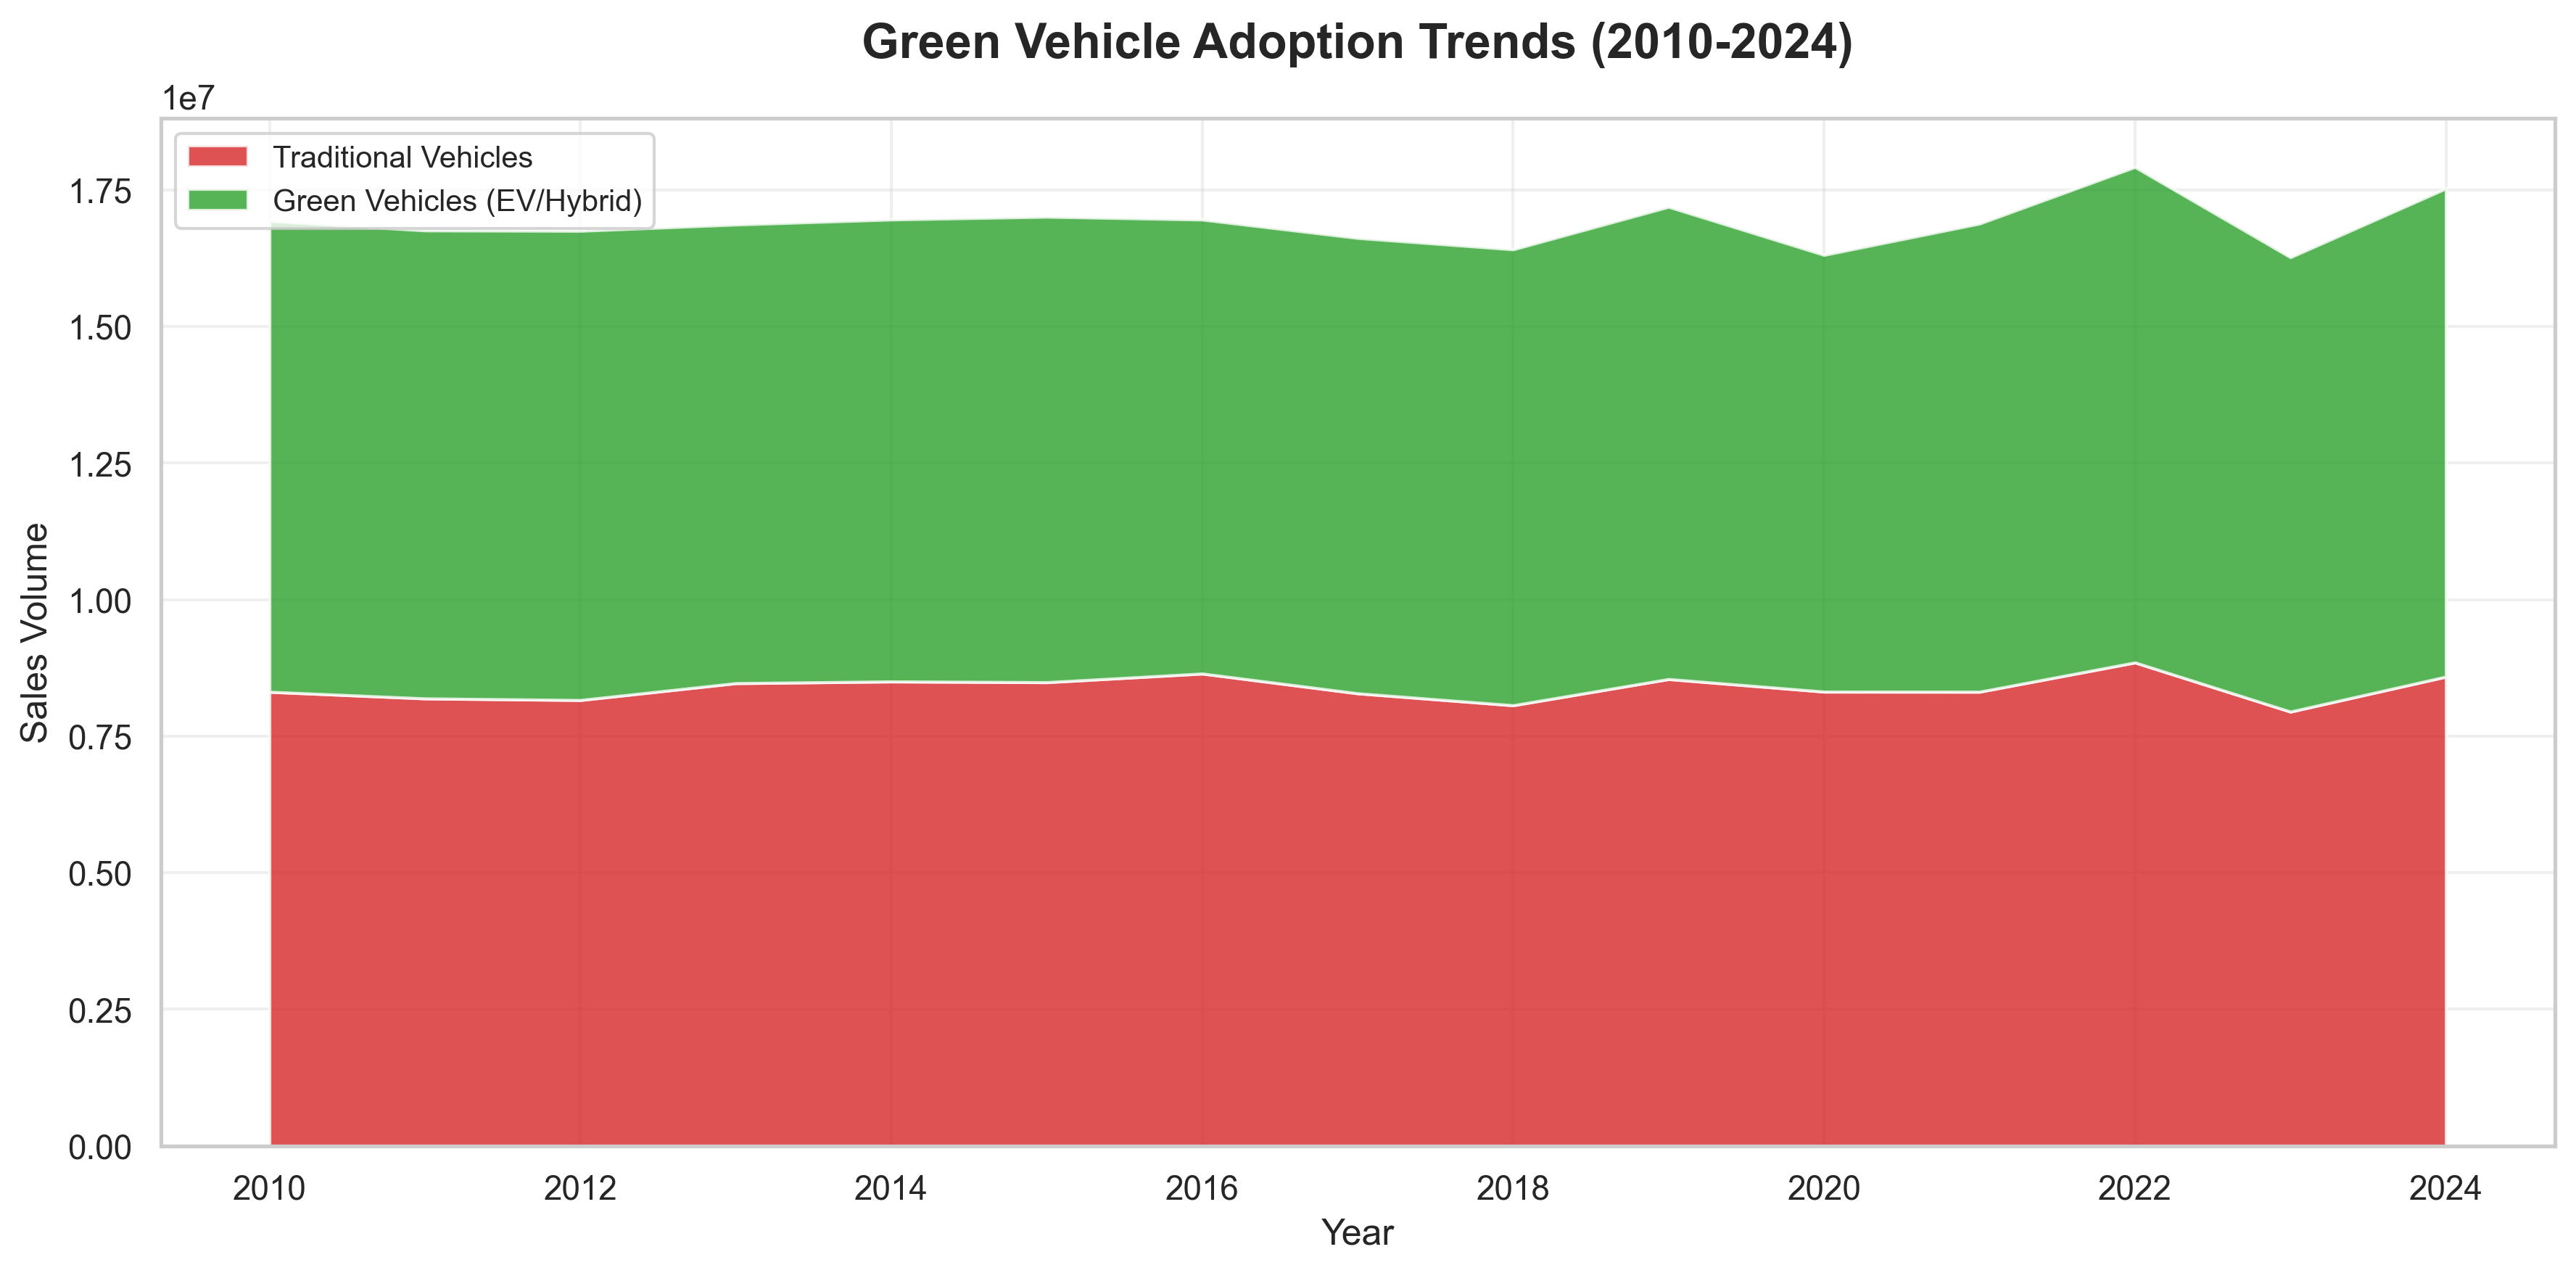 Green Vehicle Adoption Trends (2010-2024)
1e7
Traditional Vehicles
Green Vehicles (EV/Hybrid)
1.75
1.50
1.25
1.00
0.75
0.50
0.25
0.00
Sales Volume
2010 2012 2014 2016 2018 2020 2022 2024
Year